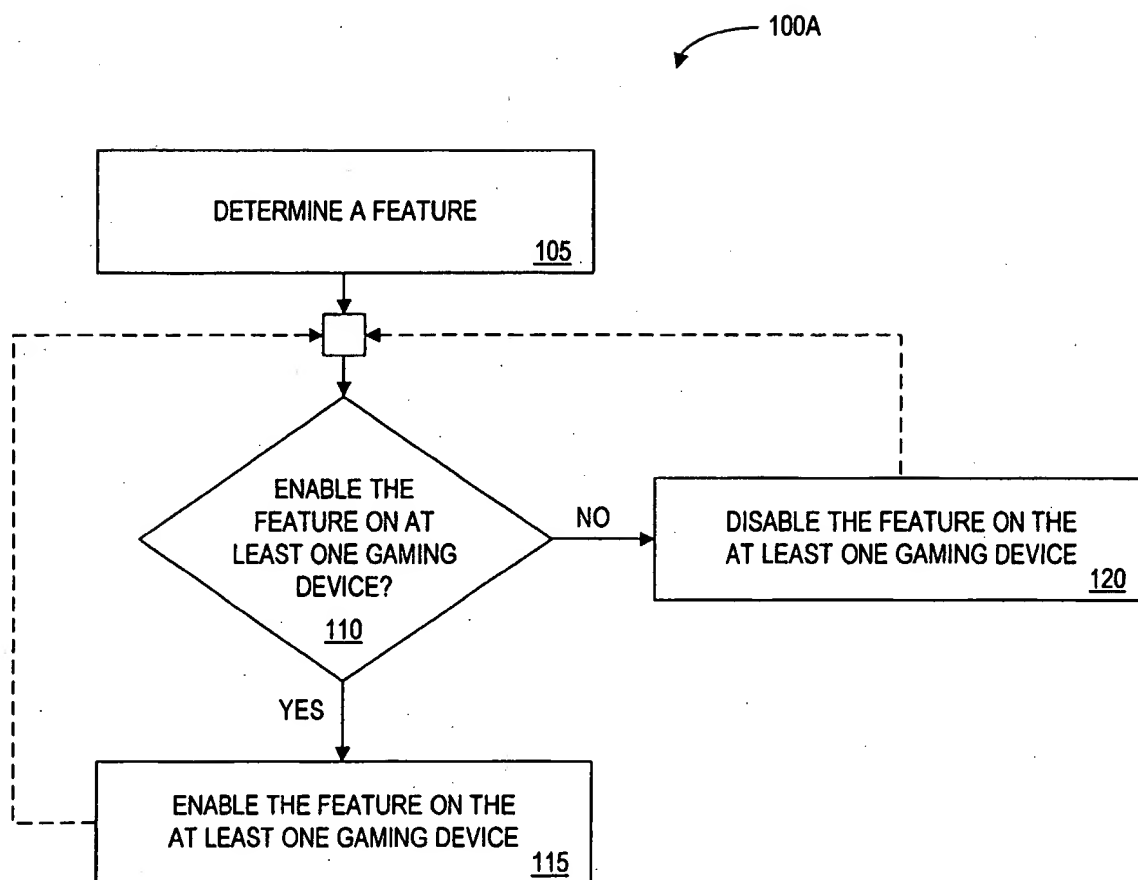 100A
DETERMINE A FEATURE
105
ENABLE THE
FEATURE ON AT
LEAST ONE GAMING
DEVICE?
110
NO
DISABLE THE FEATURE ON THE
AT LEAST ONE GAMING DEVICE
120
YES
ENABLE THE FEATURE ON THE
AT LEAST ONE GAMING DEVICE
115